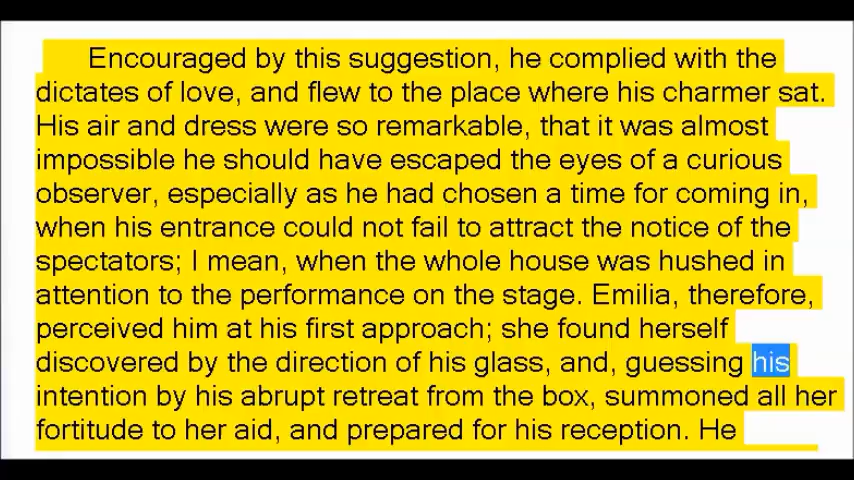 Encouraged by this suggestion, he complied with the
dictates of love, and flew to the place where his charmer sat.
His air and dress were so remarkable, that it was almost
impossible he should have escaped the eyes of a curious
observer, especially as he had chosen a time for coming in,
when his entrance could not fail to attract the notice of the
spectators; I mean, when the whole house was hushed in
attention to the performance on the stage. Emilia, therefore,
perceived him at his first approach; she found herself
discovered by the direction of his glass, and, guessing his
intention by his abrupt retreat from the box, summoned all her
fortitude to her aid, and prepared for his reception. He